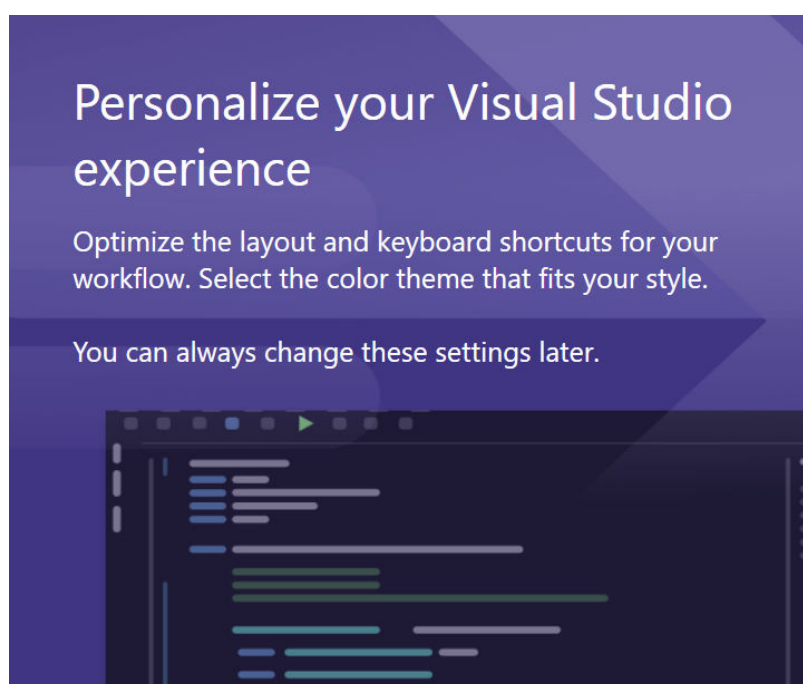 Personalize your Visual Studio
experience
Optimize the layout and keyboard shortcuts for your
workflow. Select the color theme that fits your style.
You can always change these settings later.